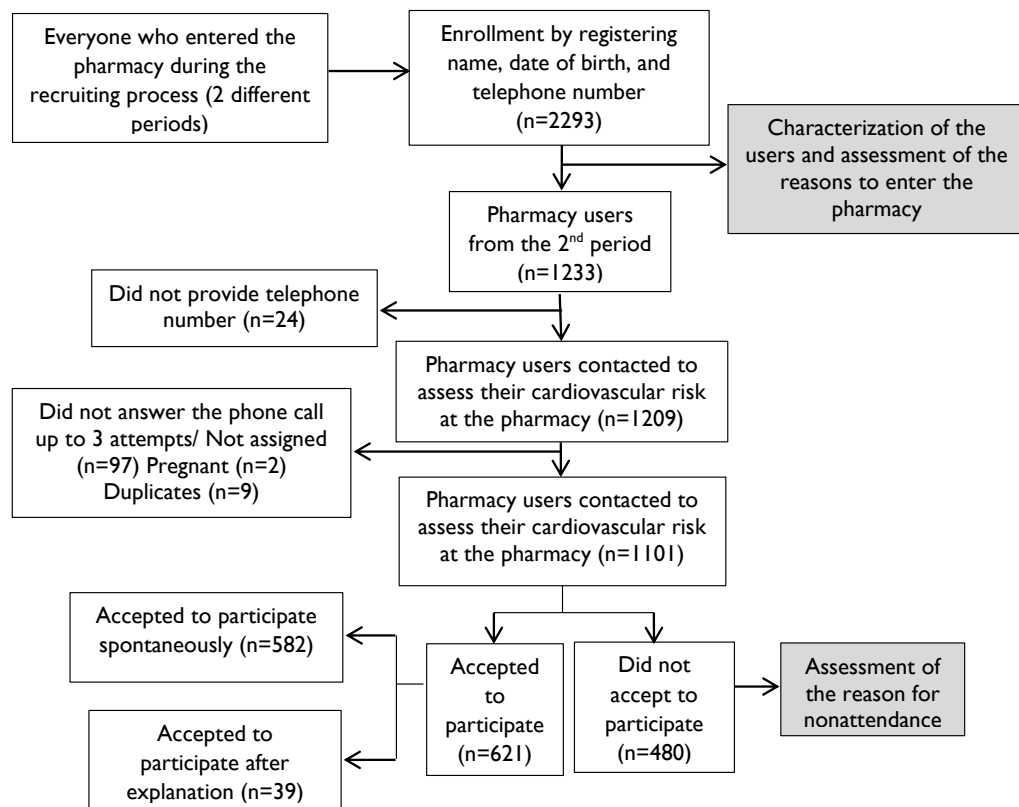 Everyone who entered the
pharmacy during the
recruiting process (2 different
periods)
Enrollment by registering
name, date of birth, and
telephone number
(n=2293)
Characterization of the
users and assessment of the
reasons to enter the
pharmacy
Pharmacy users
from the 2nd period
(n=1233)
Did not provide telephone
number (n=24)
Pharmacy users contacted to
assess their cardiovascular risk
at the pharmacy (n=1209)
Did not answer the phone call
up to 3 attempts/ Not assigned
(n=97) Pregnant (n=2)
Duplicates (n=9)
Pharmacy users contacted to
assess their cardiovascular risk
at the pharmacy (n=1101)
Accepted to participate
spontaneously (n=582)
Accepted to
participate after
explanation (n=39)
Accepted
to
participate
(n=621)
Did not
accept to
participate
(n=480)
Assessment of
the reason for
nonattendance